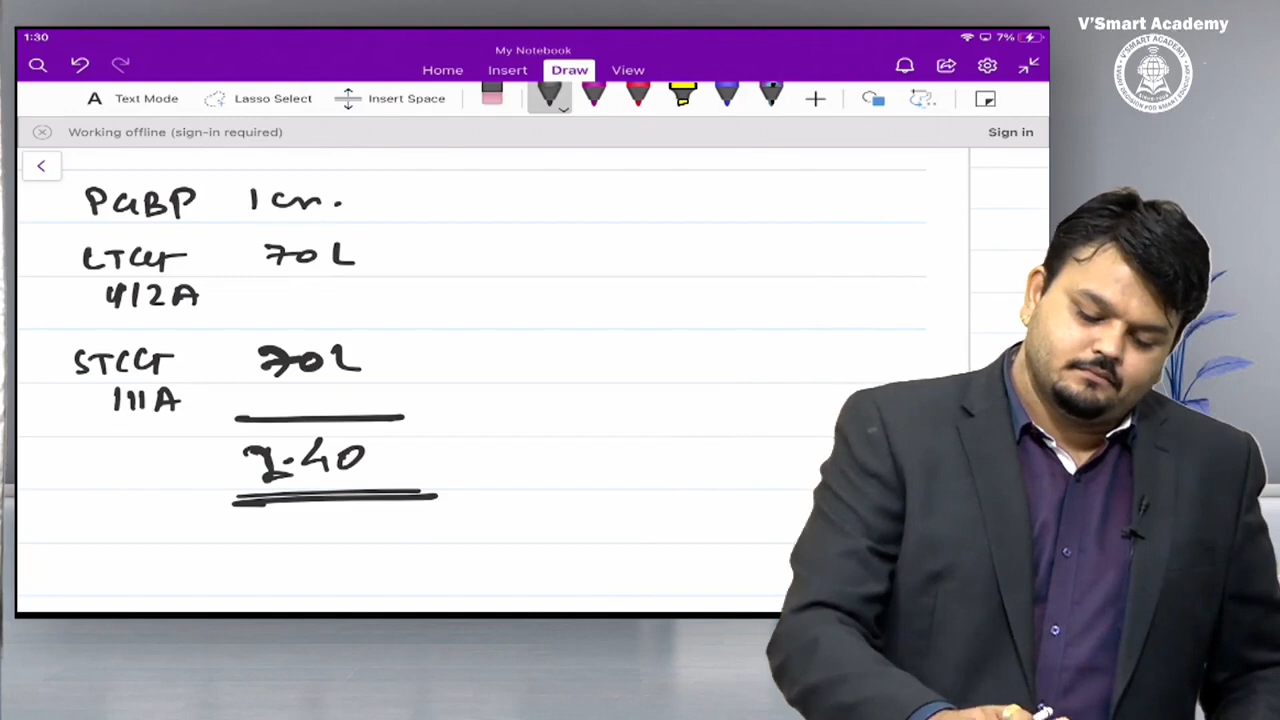 V'Smart Academy
1:30
7%
My Notebook
Home Insert Draw View
Text Mode Lasso Select Insert Space
Working offline (sign-in required)
Sign in
PGBP 1 Cr.
LTCG 70 L
112A
STCG 70L
111A
2.40